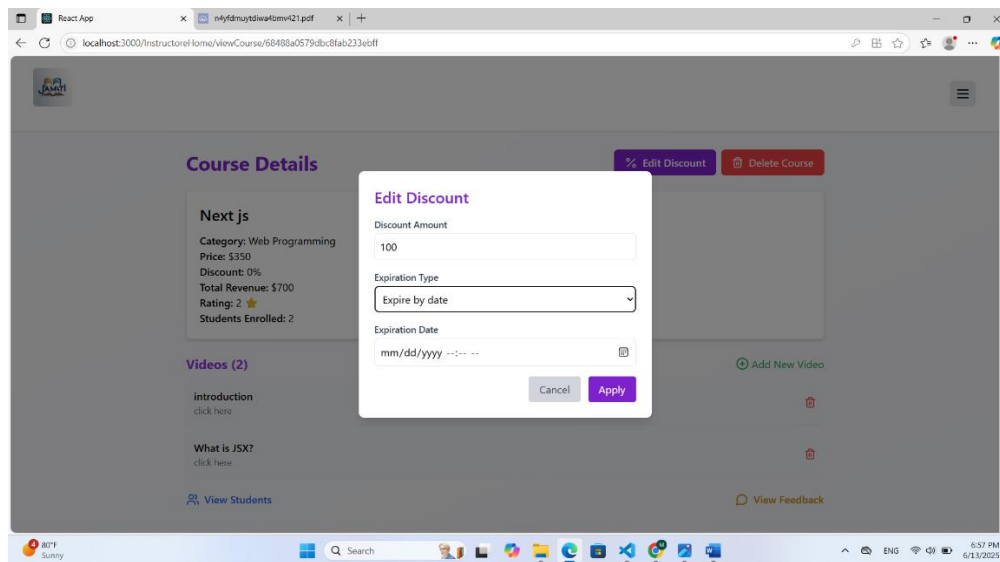 React App
n4yfdmuytdiwa4bmv421.pdf
localhost:3000/InstructoreHome/viewCourse/68488a0579dbc8fab233ebff
JAMITI
Course Details
% Edit Discount
Delete Course
Next js
Category: Web Programming
Price: $350
Discount: 0%
Total Revenue: $700
Rating: 2
Students Enrolled: 2
Edit Discount
Discount Amount
100
Expiration Type
Expire by date
Expiration Date
mm/dd/yyyy --:-- --
Cancel
Apply
Videos (2)
Add New Video
introduction
click here
What is JSX?
click here
View Students
View Feedback
4
80°F
Sunny
Search
ENG
6:57 PM
6/13/2025